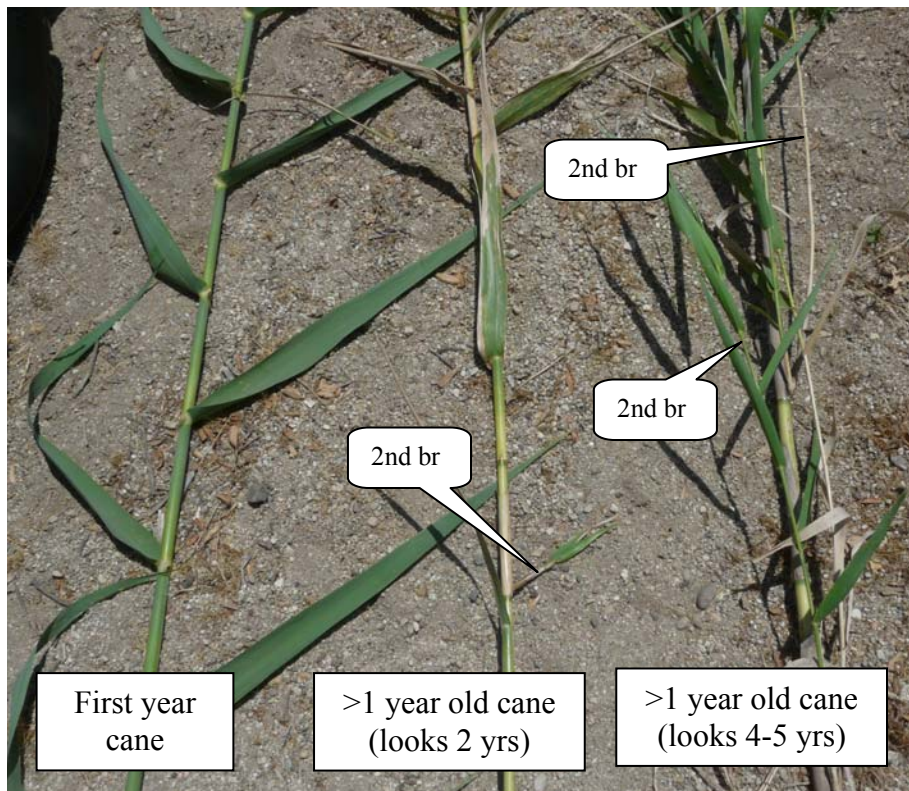 2nd br
2nd br
2nd br
First year
cane
>1 year old cane
(looks 2 yrs)
>1 year old cane
(looks 4-5 yrs)